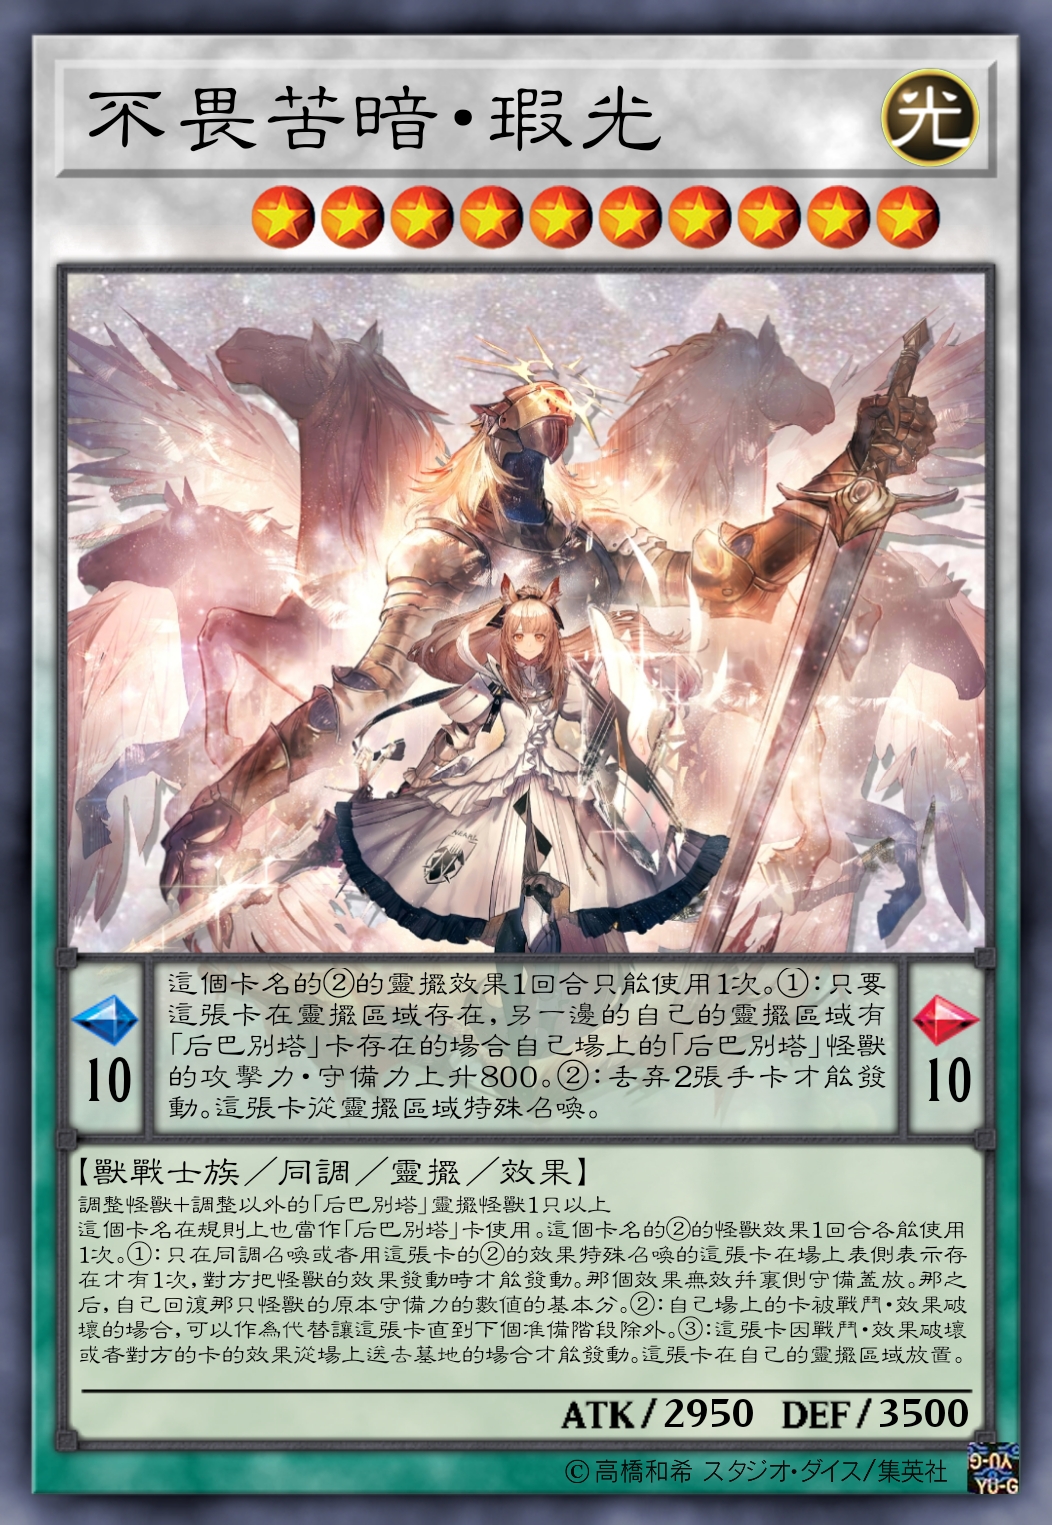 不畏苦暗・瑕光
光
這個卡名的②的靈擺效果1回合只能使用1次。①：只要
這張卡在靈擺區域存在，另一邊的自己的靈擺區域有
「后巴別塔」卡存在的場合自己場上的「后巴別塔」怪獸
的攻擊力・守備力上升800。②：丟弃2張手卡才能發
動。這張卡從靈擺區域特殊召喚。
10
10
【獸戰士族／同調／靈擺／效果】
調整怪獸+調整以外的「后巴別塔」靈擺怪獸1只以上
這個卡名在規則上也當作「后巴別塔」卡使用。這個卡名的②的怪獸效果1回合各能使用
1次。①：只在同調召喚或者用這張卡的②的效果特殊召喚的這張卡在場上表側表示存
在才有1次，對方把怪獸的效果發動時才能發動。那個效果無效幷裏側守備蓋放。那之
后，自己回復那只怪獸的原本守備力的數值的基本分。②：自己場上的卡被戰鬥・效果破
壞的場合，可以作為代替讓這張卡直到下個准備階段除外。③：這張卡因戰鬥・效果破壞
或者對方的卡的效果從場上送去墓地的場合才能發動。這張卡在自己的靈擺區域放置。
ATK/2950 DEF/3500
©高橋和希 スタジオ・ダイス/集英社